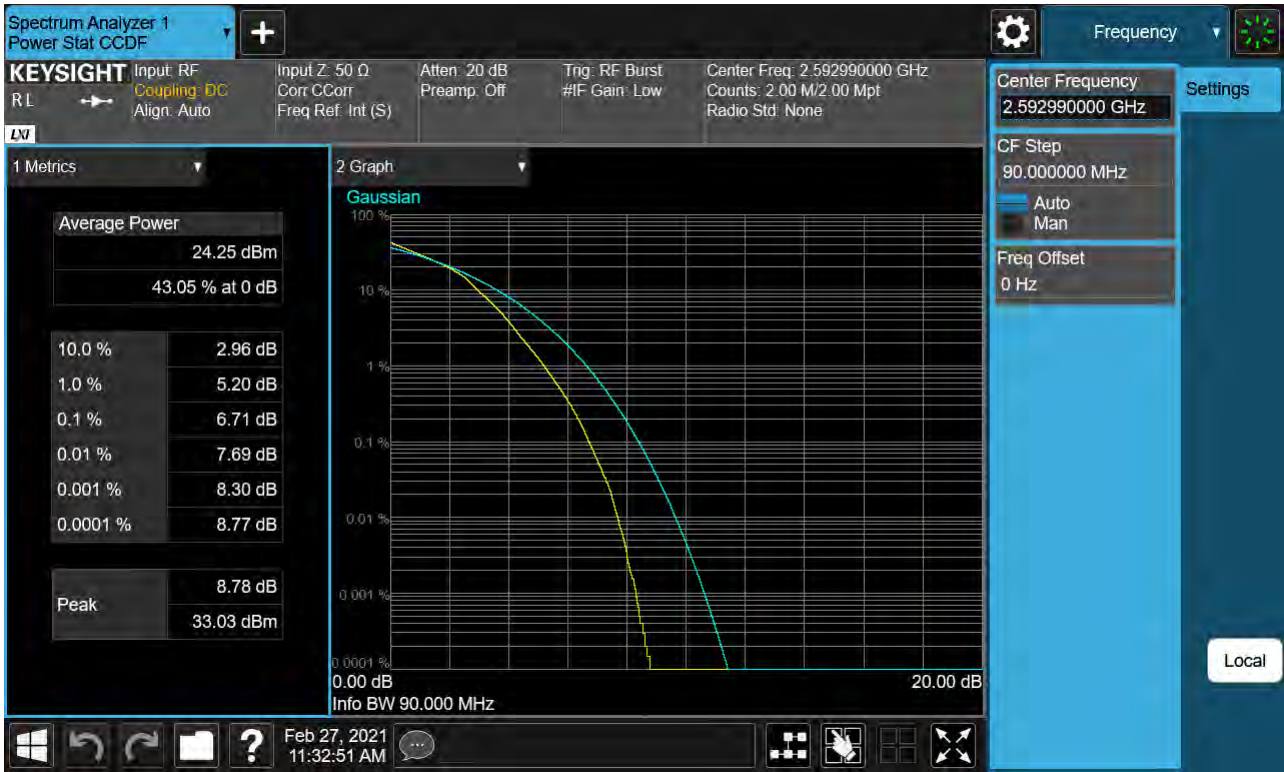 Spectrum Analyzer 1
Power Stat CCDF
+
Frequency
KEYSIGHT
RL
LXI
Input: RF
Coupling: DC
Align: Auto
Input Z: 50 Ω
Corr CCorr
Freq Ref: Int (S)
Atten: 20 dB
Preamp: Off
Trig: RF Burst
#IF Gain: Low
Center Freq: 2.592990000 GHz
Counts: 2.00 M/2.00 Mpt
Radio Std: None
Center Frequency
2.592990000 GHz
Settings
CF Step
90.000000 MHz
Auto
Man
Freq Offset
0 Hz
1 Metrics
Average Power
24.25 dBm
43.05 % at 0 dB
10.0 % 2.96 dB
1.0 % 5.20 dB
0.1 % 6.71 dB
0.01 % 7.69 dB
0.001 % 8.30 dB
0.0001 % 8.77 dB
Peak
8.78 dB
33.03 dBm
2 Graph
Gaussian
100 %
10 %
1 %
0.1 %
0.01 %
0.001 %
0.0001 %
0.00 dB 20.00 dB
Info BW 90.000 MHz
Local
?
Feb 27, 2021
11:32:51 AM